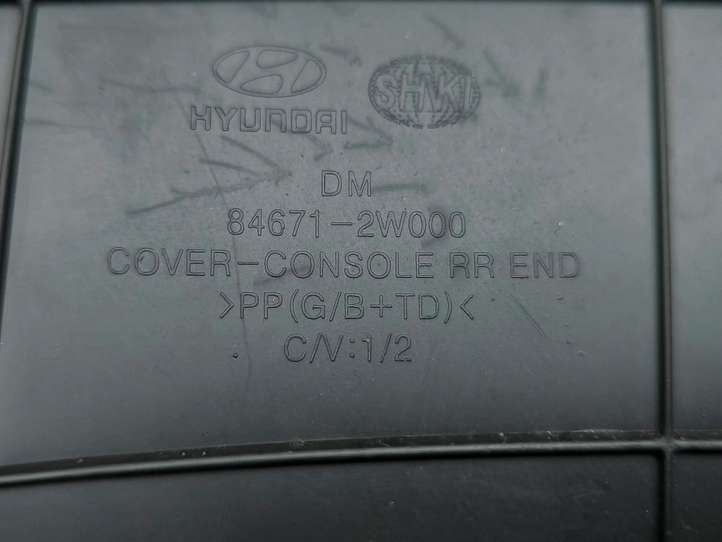 HYUNDAI SHKI
DM
84671-2W000
COVER-CONSOLE RR END
>PP(G/B+TD)<
C/V:1/2